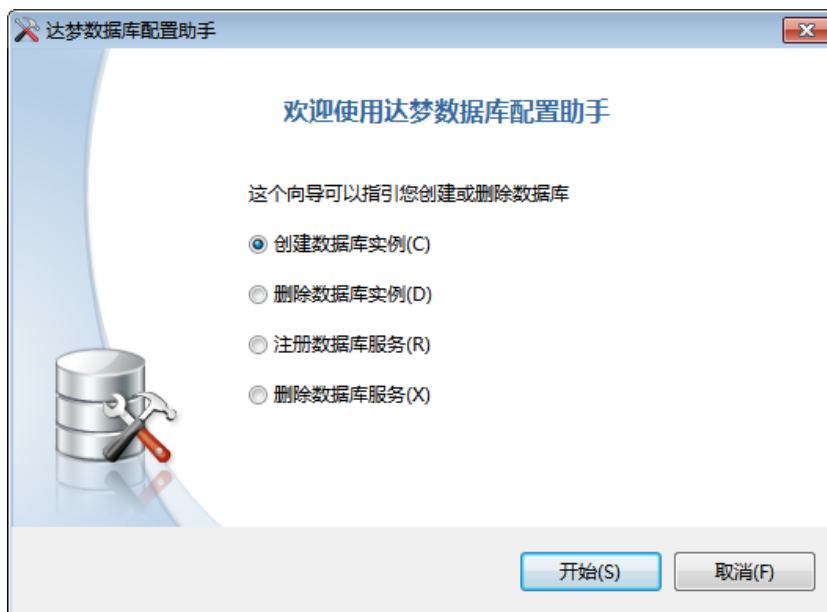 达梦数据库配置助手
欢迎使用达梦数据库配置助手
这个向导可以指引您创建或删除数据库
创建数据库实例(C)
删除数据库实例(D)
注册数据库服务(R)
删除数据库服务(X)
开始(S)
取消(F)